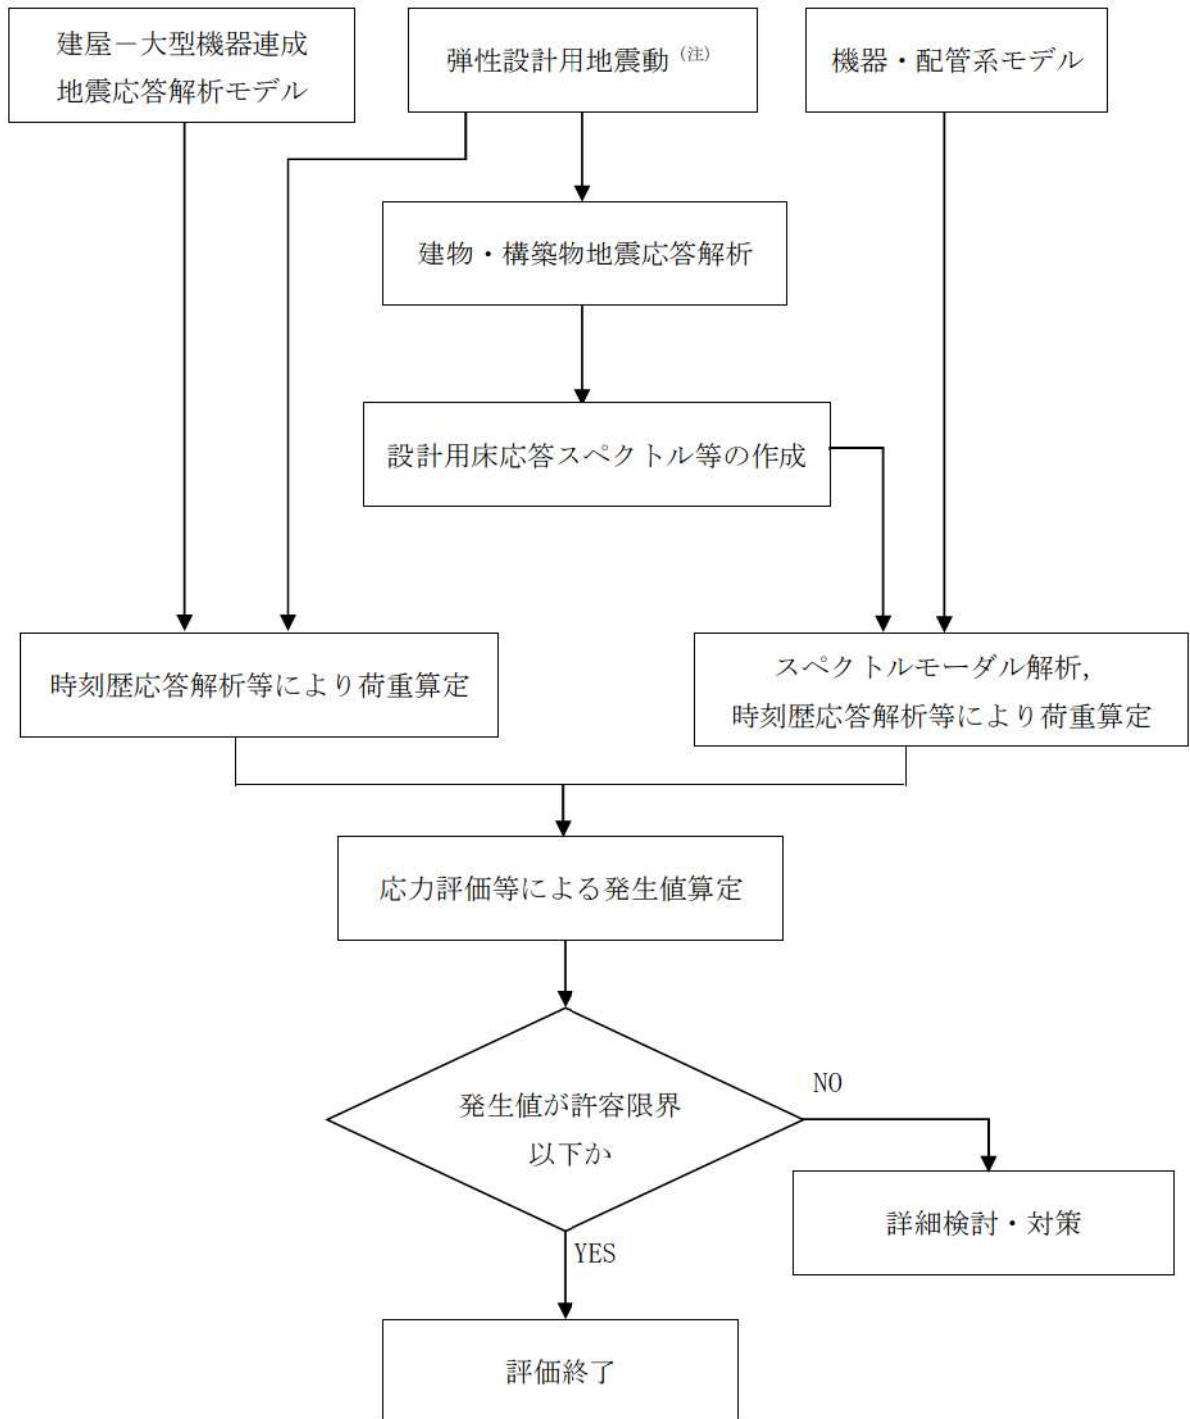 建屋－大型機器連成
地震応答解析モデル
弾性設計用地震動（注）
機器・配管系モデル
建物・構築物地震応答解析
設計用床応答スペクトル等の作成
時刻歴応答解析等により荷重算定
スペクトルモーダル解析，
時刻歴応答解析等により荷重算定
応力評価等による発生値算定
発生値が許容限界
以下か
NO
詳細検討・対策
YES
評価終了